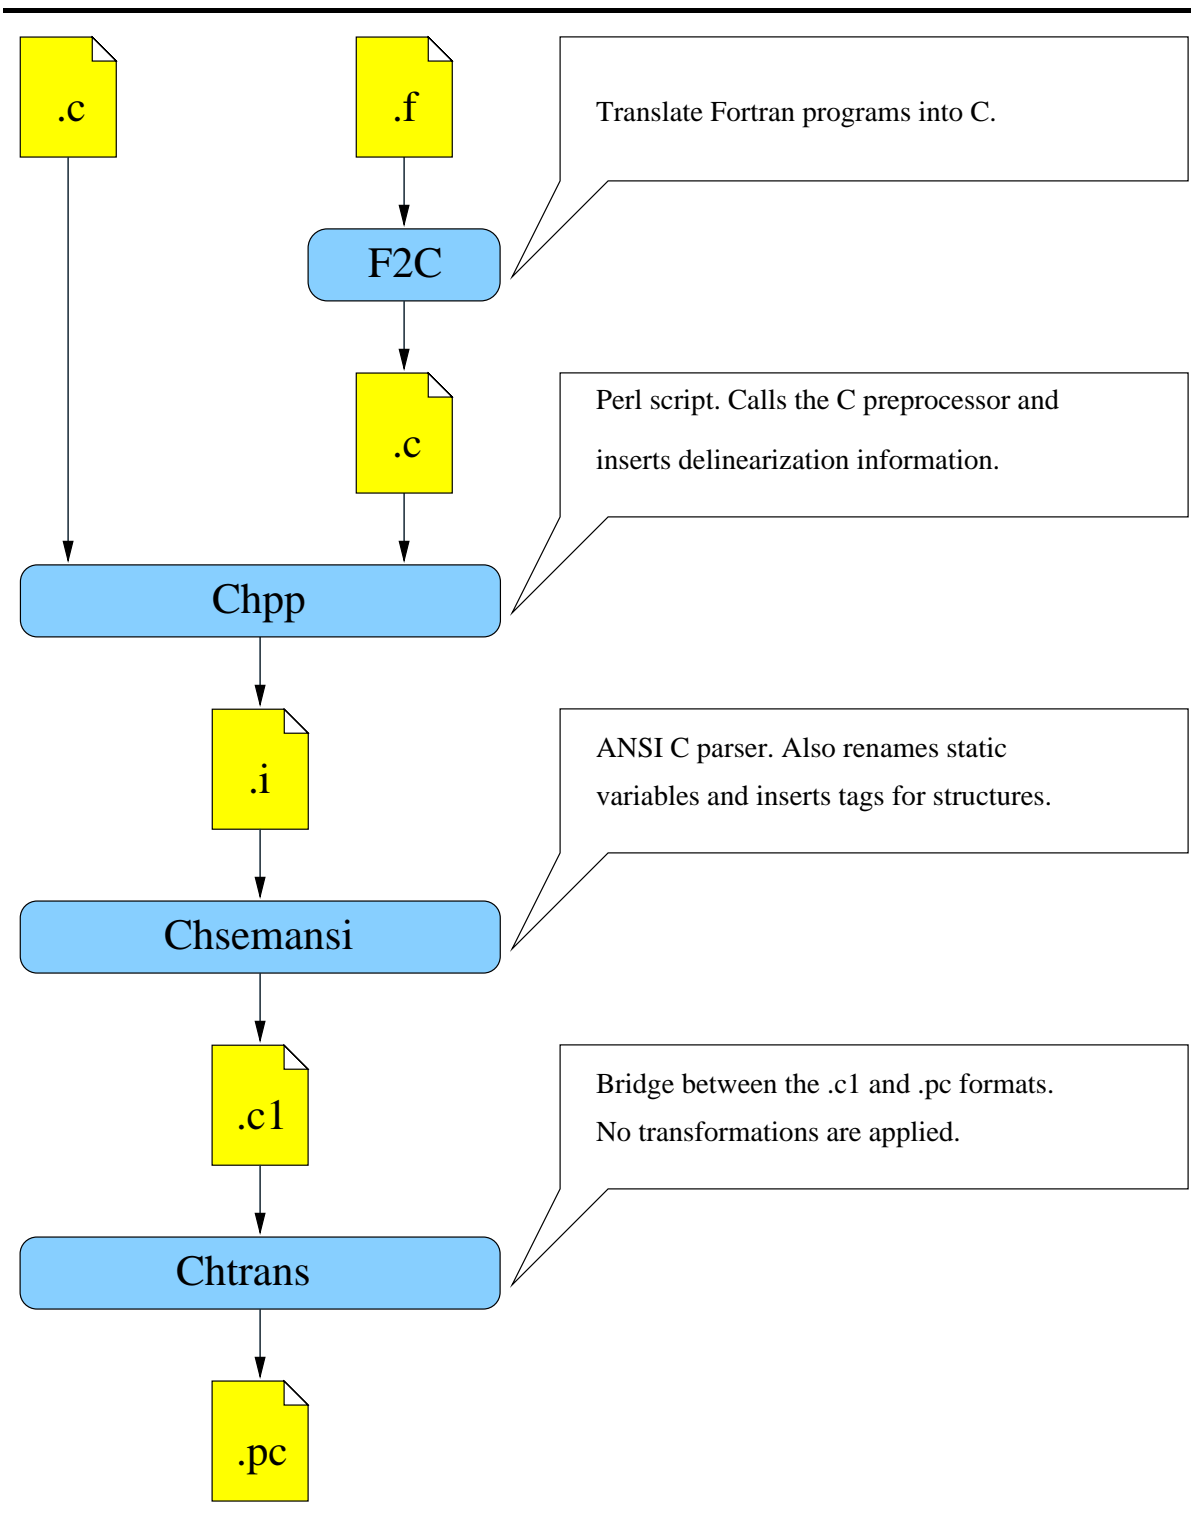 .c
.f
Translate Fortran programs into C.
F2C
.c
Perl script. Calls the C preprocessor and
inserts delinearization information.
Chpp
.i
ANSI C parser. Also renames static
variables and inserts tags for structures.
Chsemansi
.c1
Bridge between the .c1 and .pc formats.
No transformations are applied.
Chtrans
.pc